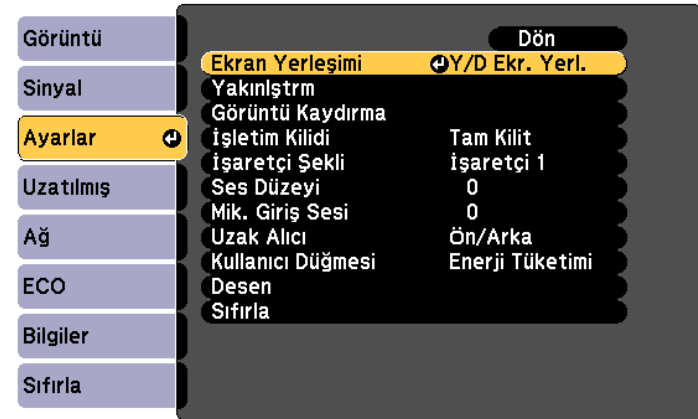 Görüntü
Sinyal
Ayarlar
Uzatılmış
Ağ
ECO
Bilgiler
Sıfırla
Dön
Ekran Yerleşimi Y/D Ekr. Yerl.
Yakınlştrm
Görüntü Kaydırma
İşletim Kilidi Tam Kilit
İşaretçi Şekli İşaretçi 1
Ses Düzeyi 0
Mik. Giriş Sesi 0
Uzak Alıcı Ön/Arka
Kullanıcı Düğmesi Enerji Tüketimi
Desen
Sıfırla